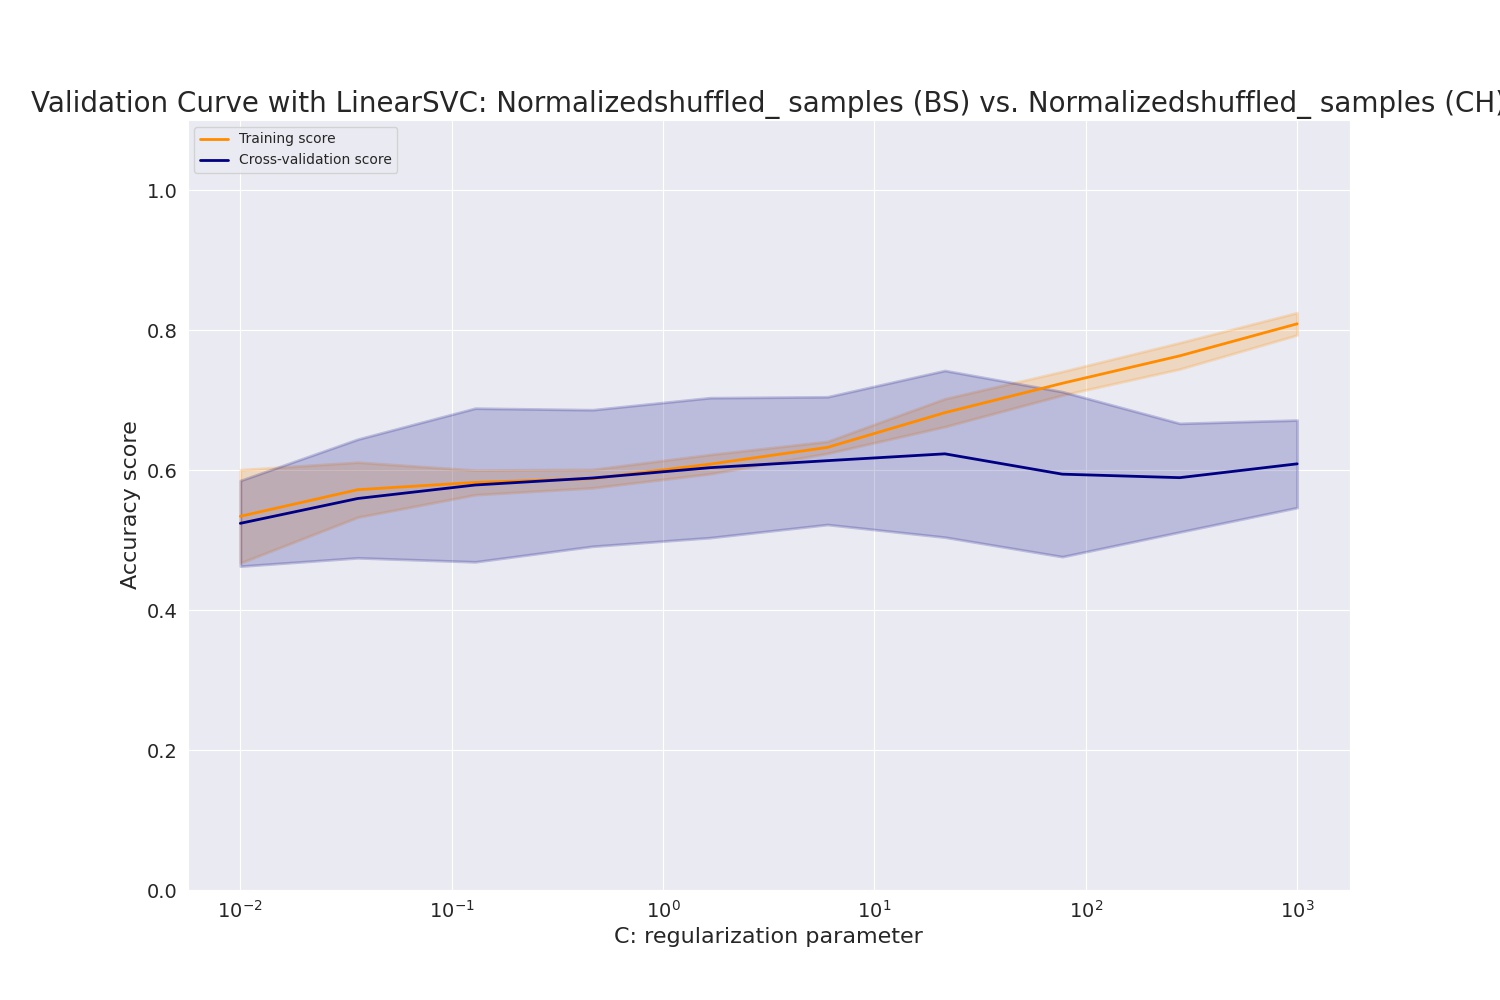 Validation Curve with LinearSVC: Normalizedshuffled_ samples (BS) vs. Normalizedshuffled_ samples (CH)
Training score
Cross-validation score
1.0
0.8
0.6
0.4
0.2
0.0
Accuracy score
10⁻² 10⁻¹ 10⁰ 10¹ 10² 10³
C: regularization parameter